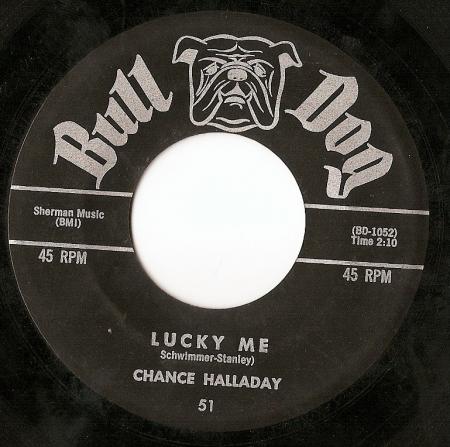 Bull Dog
Sherman Music
(BMI)
(BD-1052)
Time 2:10
45 RPM
45 RPM
LUCKY ME
Schwimmer-Stanley)
CHANCE HALLADAY
51